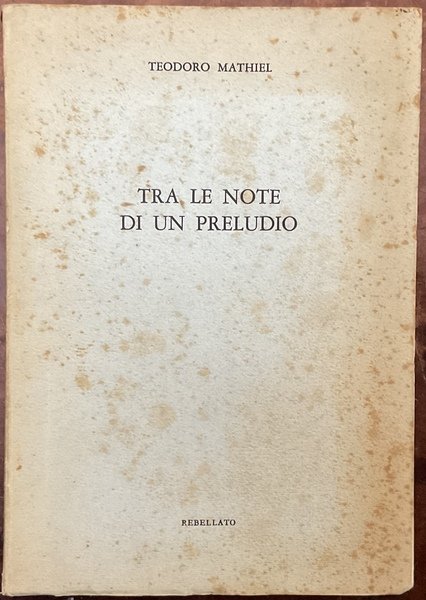 TEODORO MATHIEL
TRA LE NOTE
DI UN PRELUDIO
REBELLATO